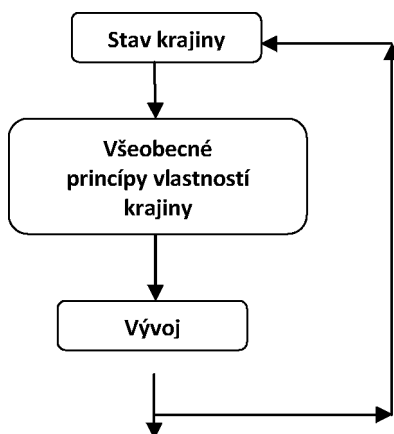 Stav krajiny
Všeobecné
princípy vlastností
krajiny
Vývoj